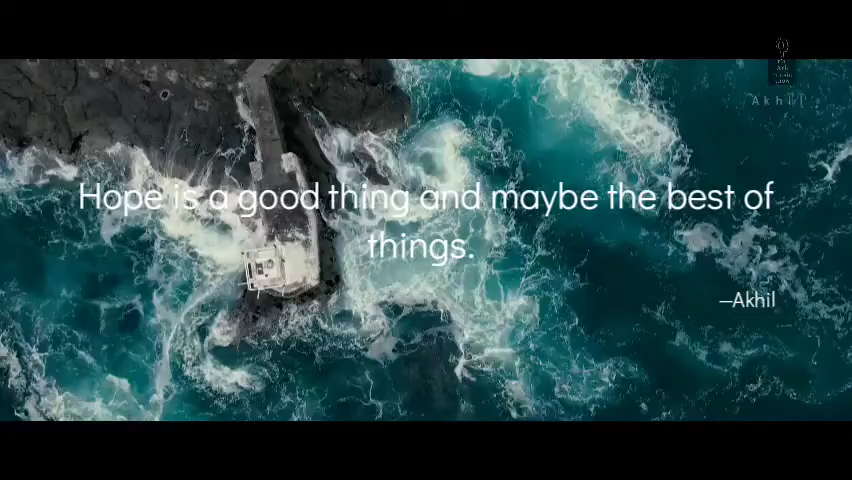 Akhil
Hope is a good thing and maybe the best of
things.
—Akhil